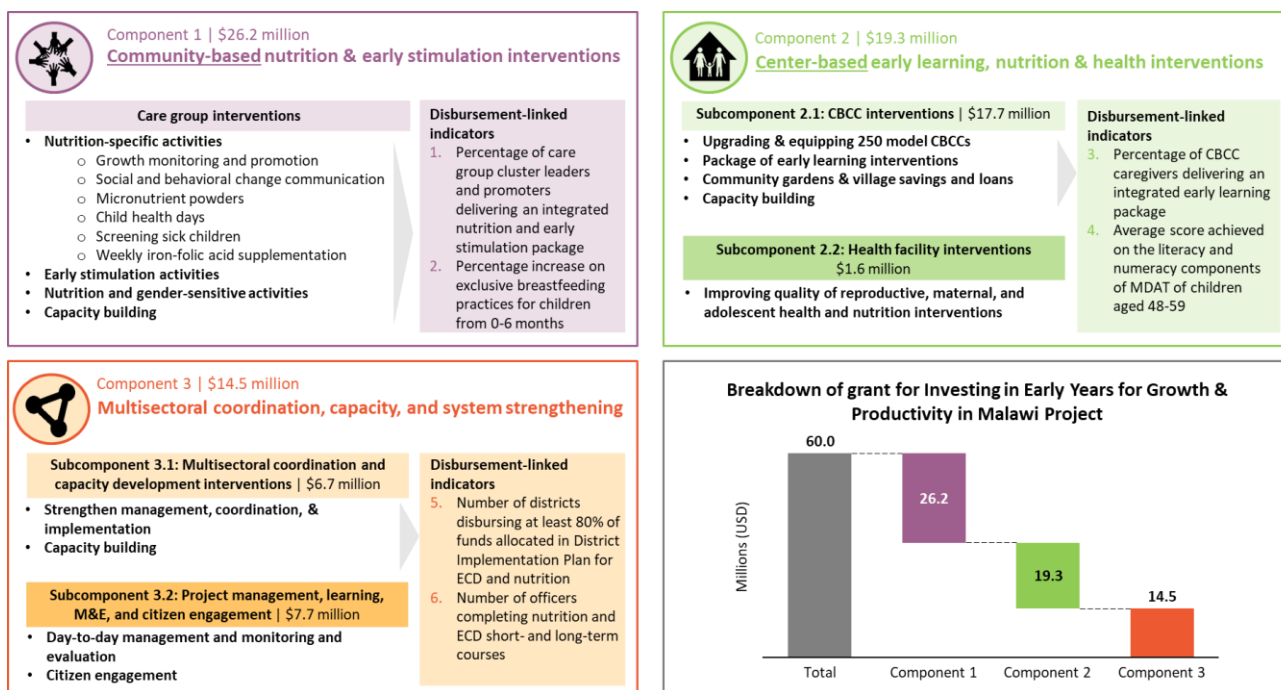 Component 1 | $26.2 million
Community-based nutrition & early stimulation interventions
Care group interventions
• Nutrition-specific activities
o Growth monitoring and promotion
o Social and behavioral change communication
o Micronutrient powders
o Child health days
o Screening sick children
o Weekly iron-folic acid supplementation
• Early stimulation activities
• Nutrition and gender-sensitive activities
• Capacity building
Disbursement-linked
indicators
1. Percentage of care
group cluster leaders
and promoters
delivering an integrated
nutrition and early
stimulation package
2. Percentage increase on
exclusive breastfeeding
practices for children
from 0-6 months
Component 2 | $19.3 million
Center-based early learning, nutrition & health interventions
Subcomponent 2.1: CBCC interventions | $17.7 million
• Upgrading & equipping 250 model CBCCs
• Package of early learning interventions
• Community gardens & village savings and loans
• Capacity building
Subcomponent 2.2: Health facility interventions
$1.6 million
• Improving quality of reproductive, maternal, and
adolescent health and nutrition interventions
Disbursement-linked
indicators
3. Percentage of CBCC
caregivers delivering an
integrated early learning
package
4. Average score achieved
on the literacy and
numeracy components
of MDAT of children
aged 48-59
Component 3 | $14.5 million
Multisectoral coordination, capacity, and system strengthening
Subcomponent 3.1: Multisectoral coordination and
capacity development interventions | $6.7 million
• Strengthen management, coordination, &
implementation
• Capacity building
Subcomponent 3.2: Project management, learning,
M&E, and citizen engagement | $7.7 million
• Day-to-day management and monitoring and
evaluation
• Citizen engagement
Disbursement-linked
indicators
5. Number of districts
disbursing at least 80% of
funds allocated in District
Implementation Plan for
ECD and nutrition
6. Number of officers
completing nutrition and
ECD short- and long-term
courses
Breakdown of grant for Investing in Early Years for Growth &
Productivity in Malawi Project
Millions (USD)
60.0
26.2
19.3
14.5
Total
Component 1
Component 2
Component 3